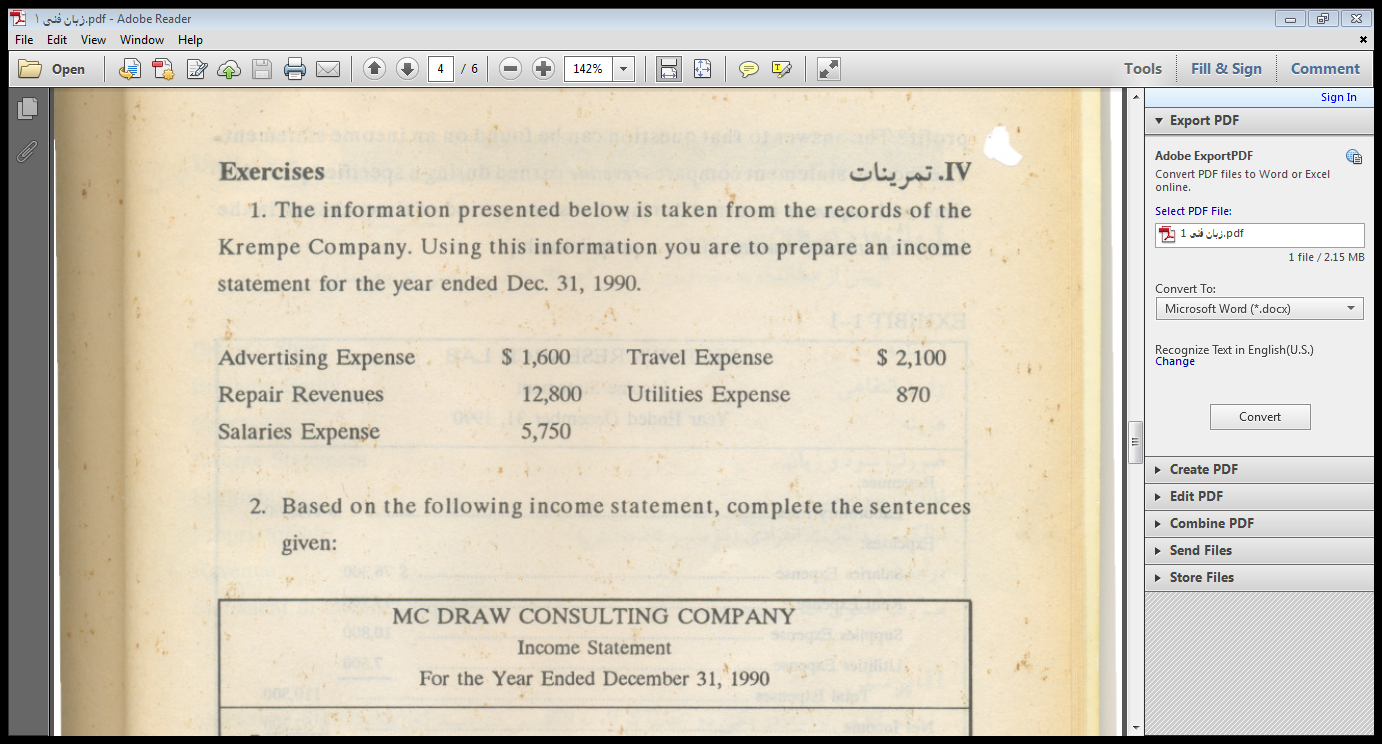 زبان فنی ۱.pdf - Adobe Reader
File Edit View Window Help
Open 4 / 6 142% Tools Fill & Sign Comment
Sign In
Export PDF
Adobe ExportPDF
Convert PDF files to Word or Excel
online.
Select PDF File:
زبان فنی 1.pdf
1 file / 2.15 MB
Convert To:
Microsoft Word (*.docx)
Recognize Text in English(U.S.)
Change
Convert
Create PDF
Edit PDF
Combine PDF
Send Files
Store Files
Exercises IV. تمرینات
1. The information presented below is taken from the records of the
Krempe Company. Using this information you are to prepare an income
statement for the year ended Dec. 31, 1990.
Advertising Expense $ 1,600 Travel Expense $ 2,100
Repair Revenues 12,800 Utilities Expense 870
Salaries Expense 5,750
2. Based on the following income statement, complete the sentences
given:
MC DRAW CONSULTING COMPANY
Income Statement
For the Year Ended December 31, 1990